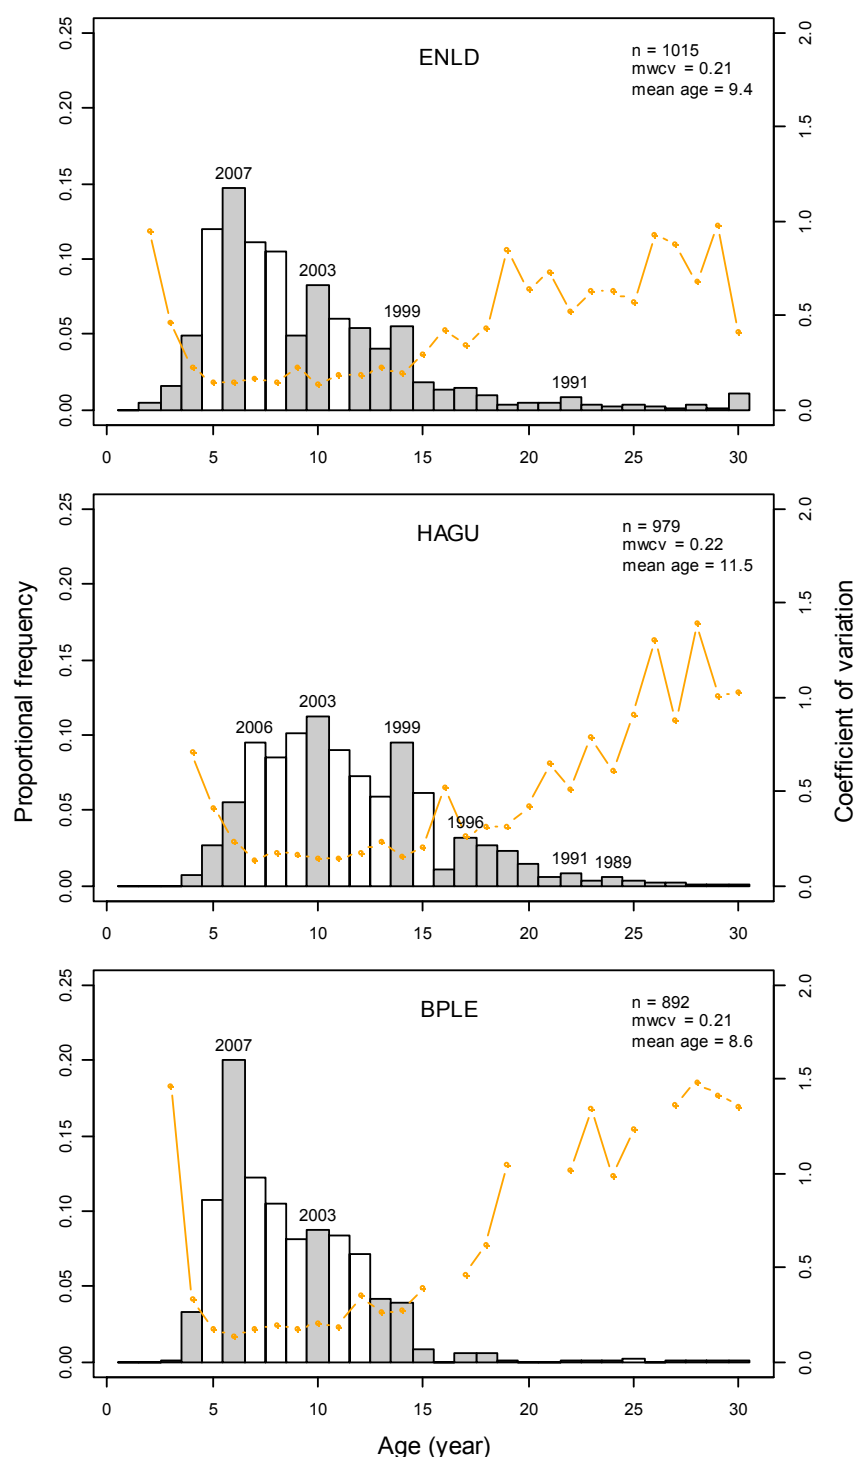 ENLD
n = 1015
mwcv = 0.21
mean age = 9.4
0.25
0.20
0.15
0.10
0.05
0.00
2.0
1.5
1.0
0.5
0.0
2007
2003
1999
1991
0 5 10 15 20 25 30
HAGU
n = 979
mwcv = 0.22
mean age = 11.5
0.25
0.20
0.15
0.10
0.05
0.00
2.0
1.5
1.0
0.5
0.0
2006
2003
1999
1996
1991
1989
0 5 10 15 20 25 30
Proportional frequency
Coefficient of variation
BPLE
n = 892
mwcv = 0.21
mean age = 8.6
0.25
0.20
0.15
0.10
0.05
0.00
2.0
1.5
1.0
0.5
0.0
2007
2003
0 5 10 15 20 25 30
Age (year)